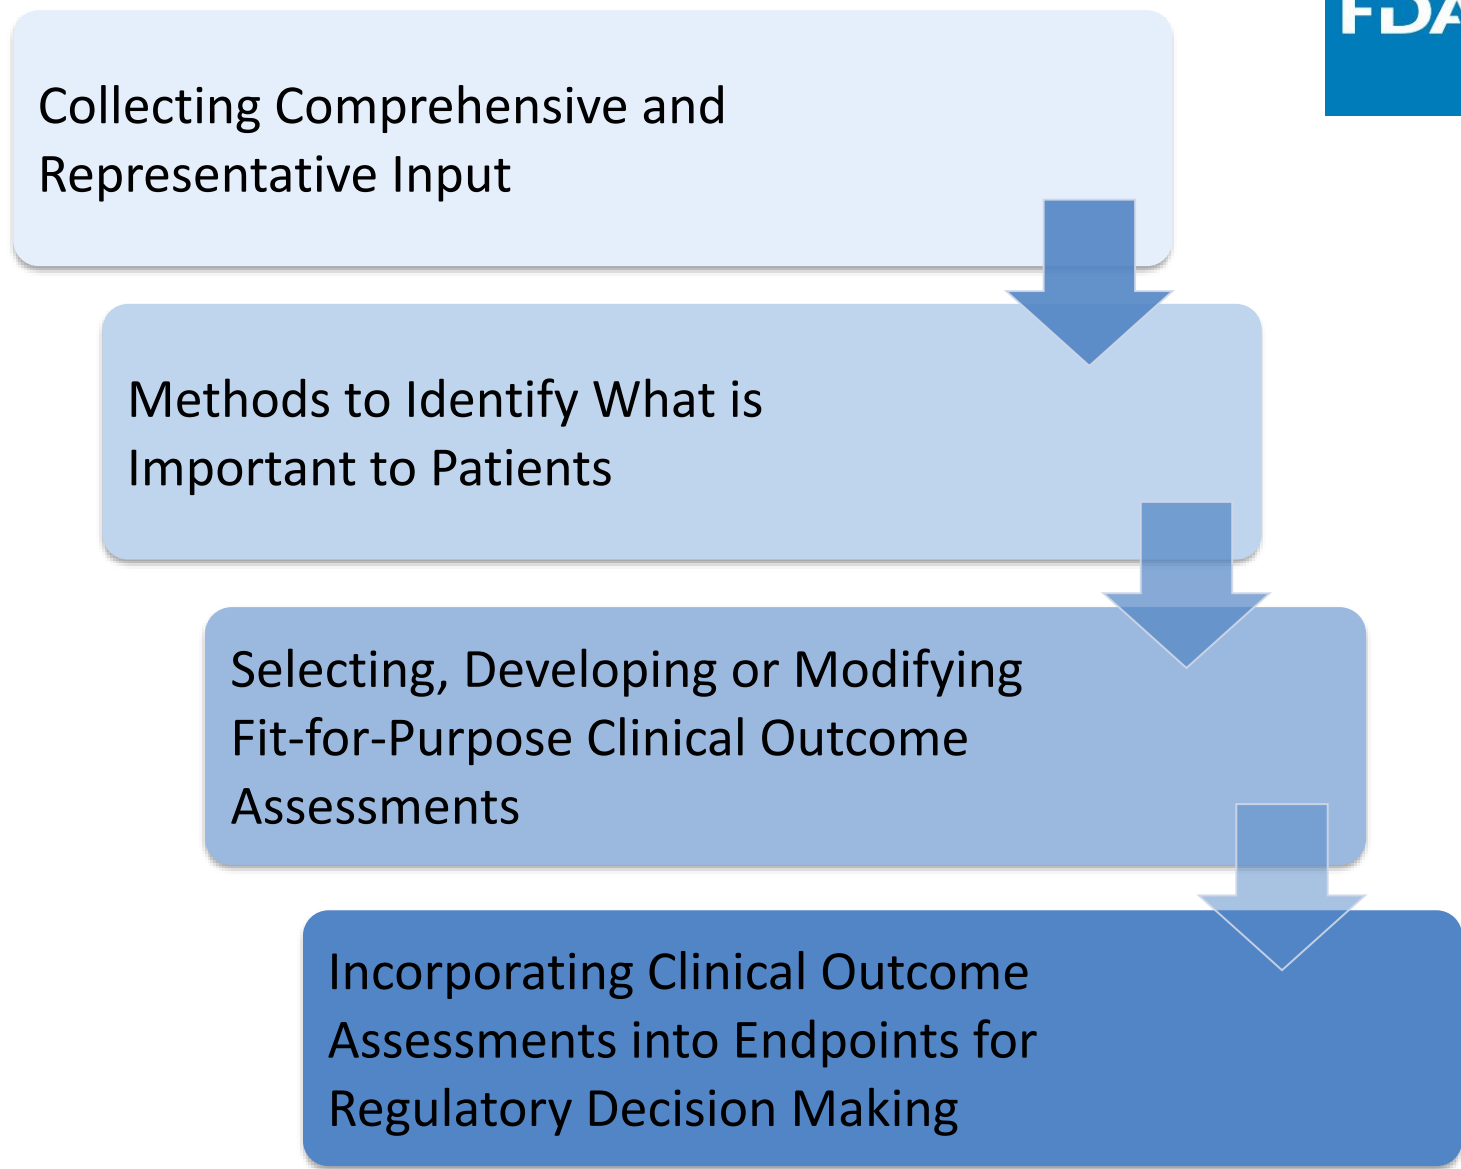 FDA
Collecting Comprehensive and
Representative Input
Methods to Identify What is
Important to Patients
Selecting, Developing or Modifying
Fit-for-Purpose Clinical Outcome
Assessments
Incorporating Clinical Outcome
Assessments into Endpoints for
Regulatory Decision Making